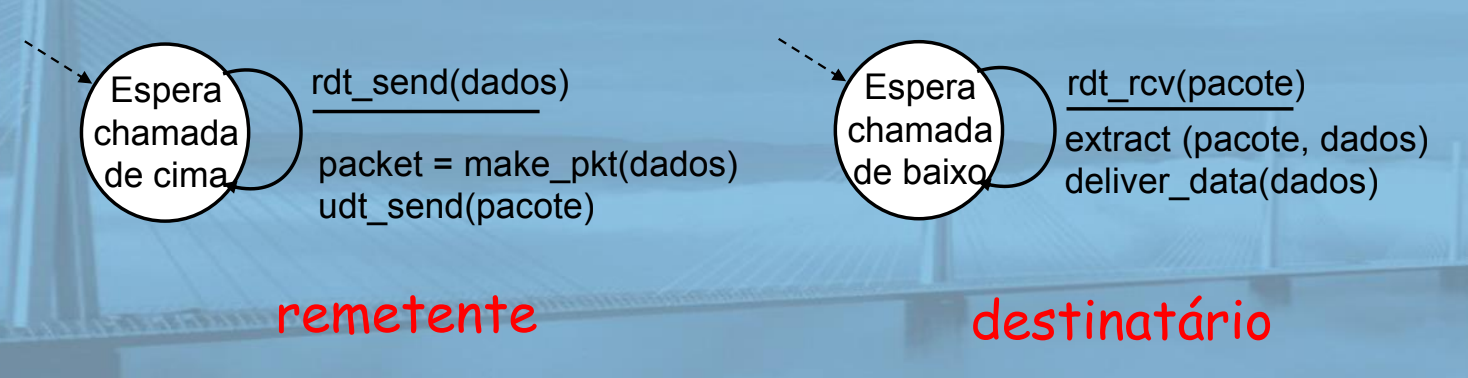 Espera
chamada
de cima
rdt_send(dados)
packet = make_pkt(dados)
udt_send(pacote)
remetente
Espera
chamada
de baixo
rdt_rcv(pacote)
extract (pacote, dados)
deliver_data(dados)
destinatário